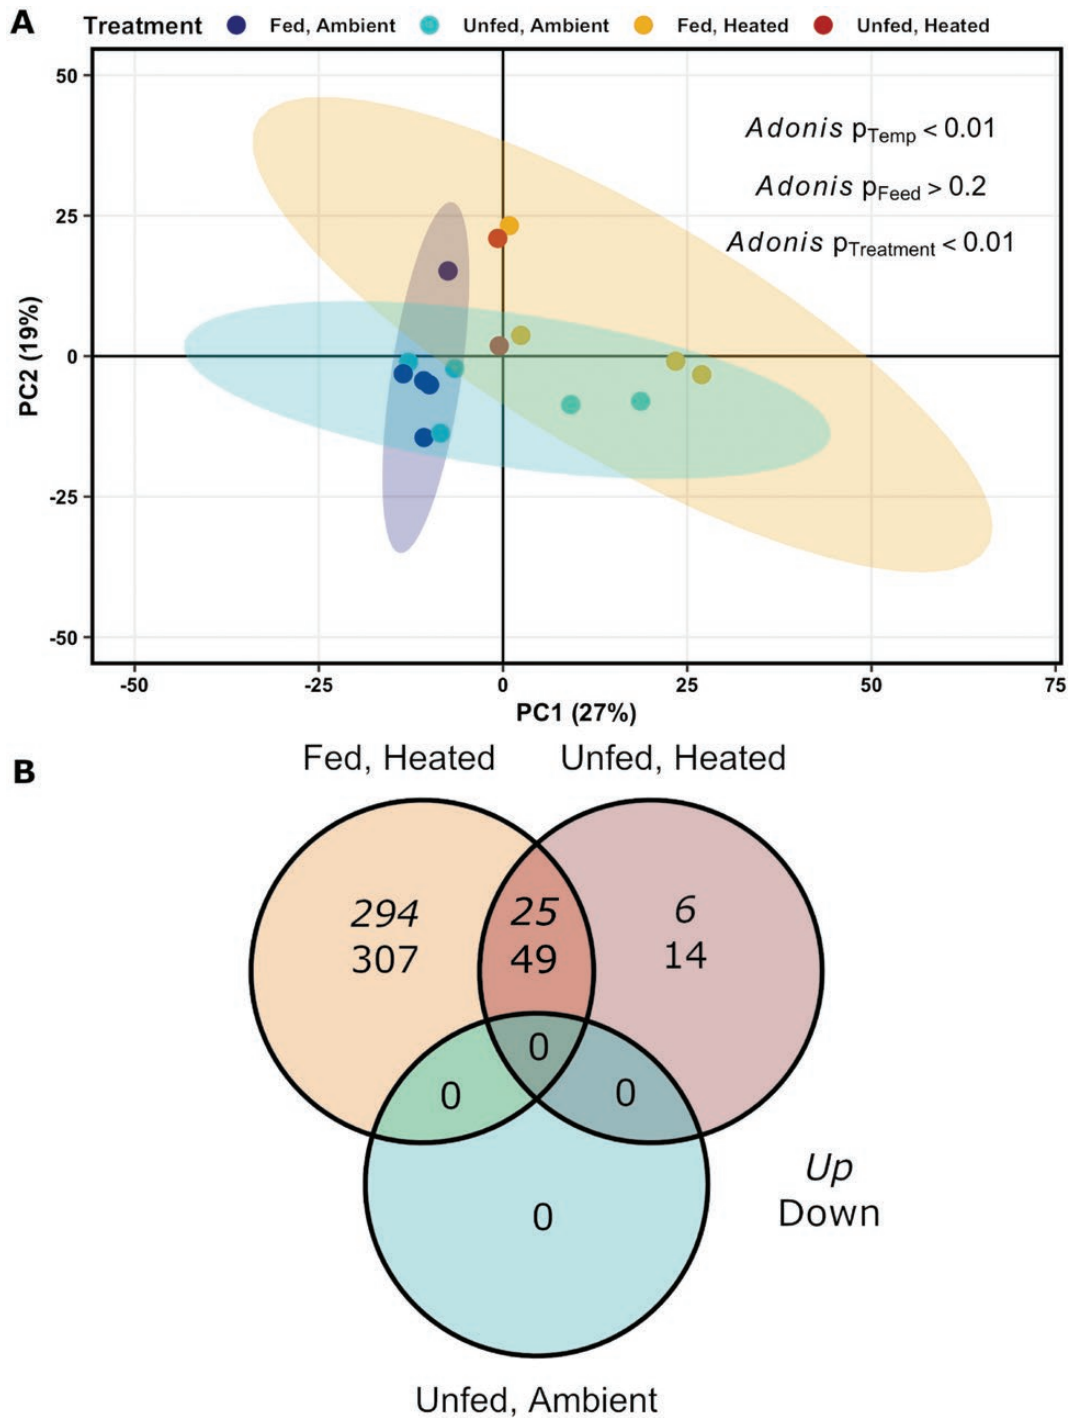 A
Treatment Fed, Ambient Unfed, Ambient Fed, Heated Unfed, Heated
50
25
0
-25
-50
PC2 (19%)
Adonis pTemp < 0.01
Adonis pFeed > 0.2
Adonis pTreatment < 0.01
-50 -25 0 25 50 75
PC1 (27%)
B
Fed, Heated Unfed, Heated
294 25 6
307 49 14
0
0 0
0
Up
Down
Unfed, Ambient